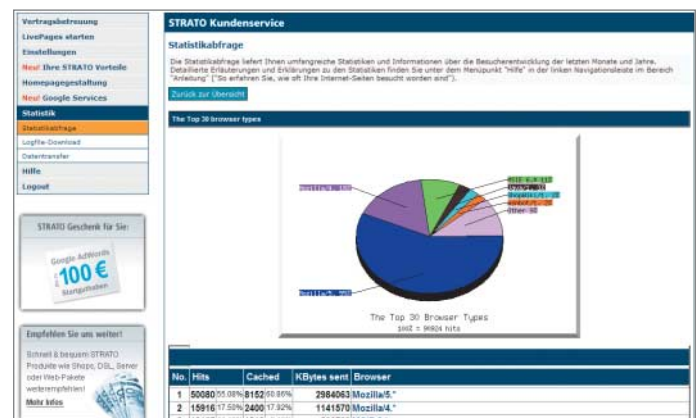 Vertragsbetreuung
LivePages starten
Einstellungen
Neu! Ihre STRATO Vorteile
Homepagegestaltung
Neu! Google Services
Statistik
Statistikabfrage
Logfile-Download
Datentransfer
Hilfe
Logout
STRATO Geschenk für Sie:
Google AdWords
100 €
Startguthaben
Empfehlen Sie uns weiter!
Schnell & bequem STRATO
Produkte wie Shops, DSL, Server
oder Web-Pakete
weiterempfehlen!
Mehr Infos
STRATO Kundenservice
Statistikabfrage
Die Statistikabfrage liefert Ihnen umfangreiche Statistiken und Informationen über die Besucherentwicklung der letzten Monate und Jahre.
Detaillierte Erläuterungen und Erklärungen zu den Statistiken finden Sie unter dem Menüpunkt "Hilfe" in der linken Navigationsleiste im Bereich
"Anleitung" ("So erfahren Sie, wie oft Ihre Internet-Seiten besucht worden sind").
Zurück zur Übersicht
The Top 30 browser types
Other
The Top 30 Browser Types
100% = 90924 hits
No. Hits Cached KBytes sent Browser
1 50080 55.08% 8152 60.86% 2984063 Mozilla/5.*
2 15916 17.50% 2400 17.92% 1141570 Mozilla/4.*